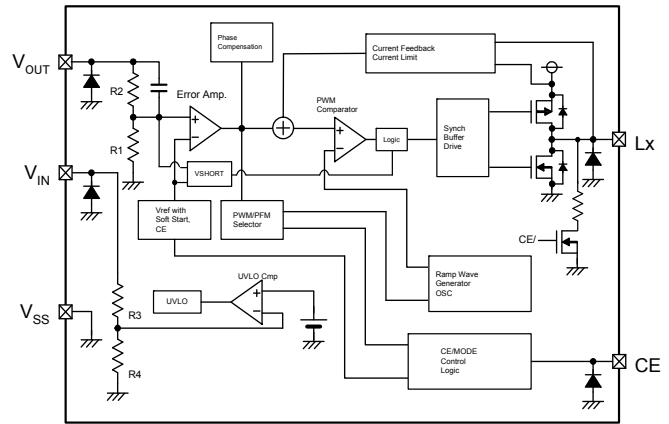 Phase
Compensation
Current Feedback
Current Limit
VOUT
R2
Error Amp.
PWM
Comparator
+
−
+
−
Logic
Synch
Buffer
Drive
Lx
R1
VSHORT
VIN
Vref with
Soft Start,
CE
PWM/PFM
Selector
CE/
UVLO Cmp
Ramp Wave
Generator
OSC
UVLO
+
−
VSS
R3
R4
CE/MODE
Control
Logic
CE